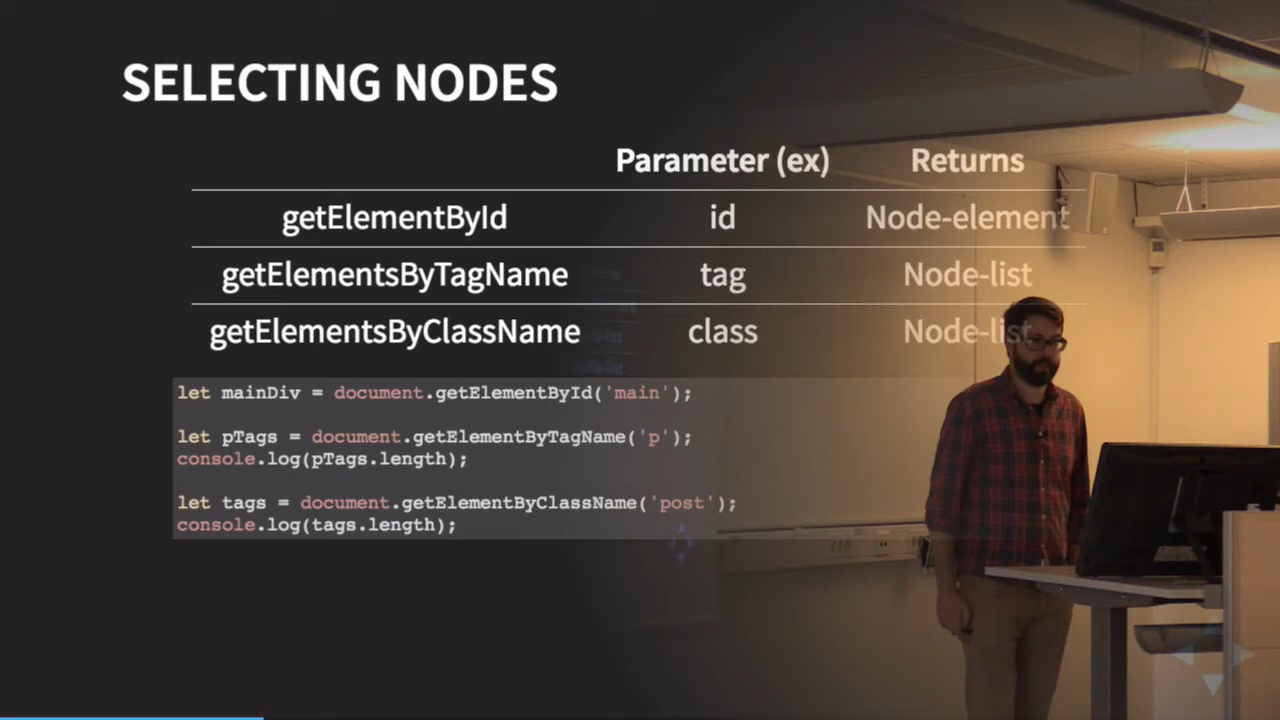 SELECTING NODES
Parameter (ex) Returns
getElementById id Node-element
getElementsByTagName tag Node-list
getElementsByClassName class Node-list
let mainDiv = document.getElementById('main');
let pTags = document.getElementByTagName('p');
console.log(pTags.length);
let tags = document.getElementByClassName('post');
console.log(tags.length);